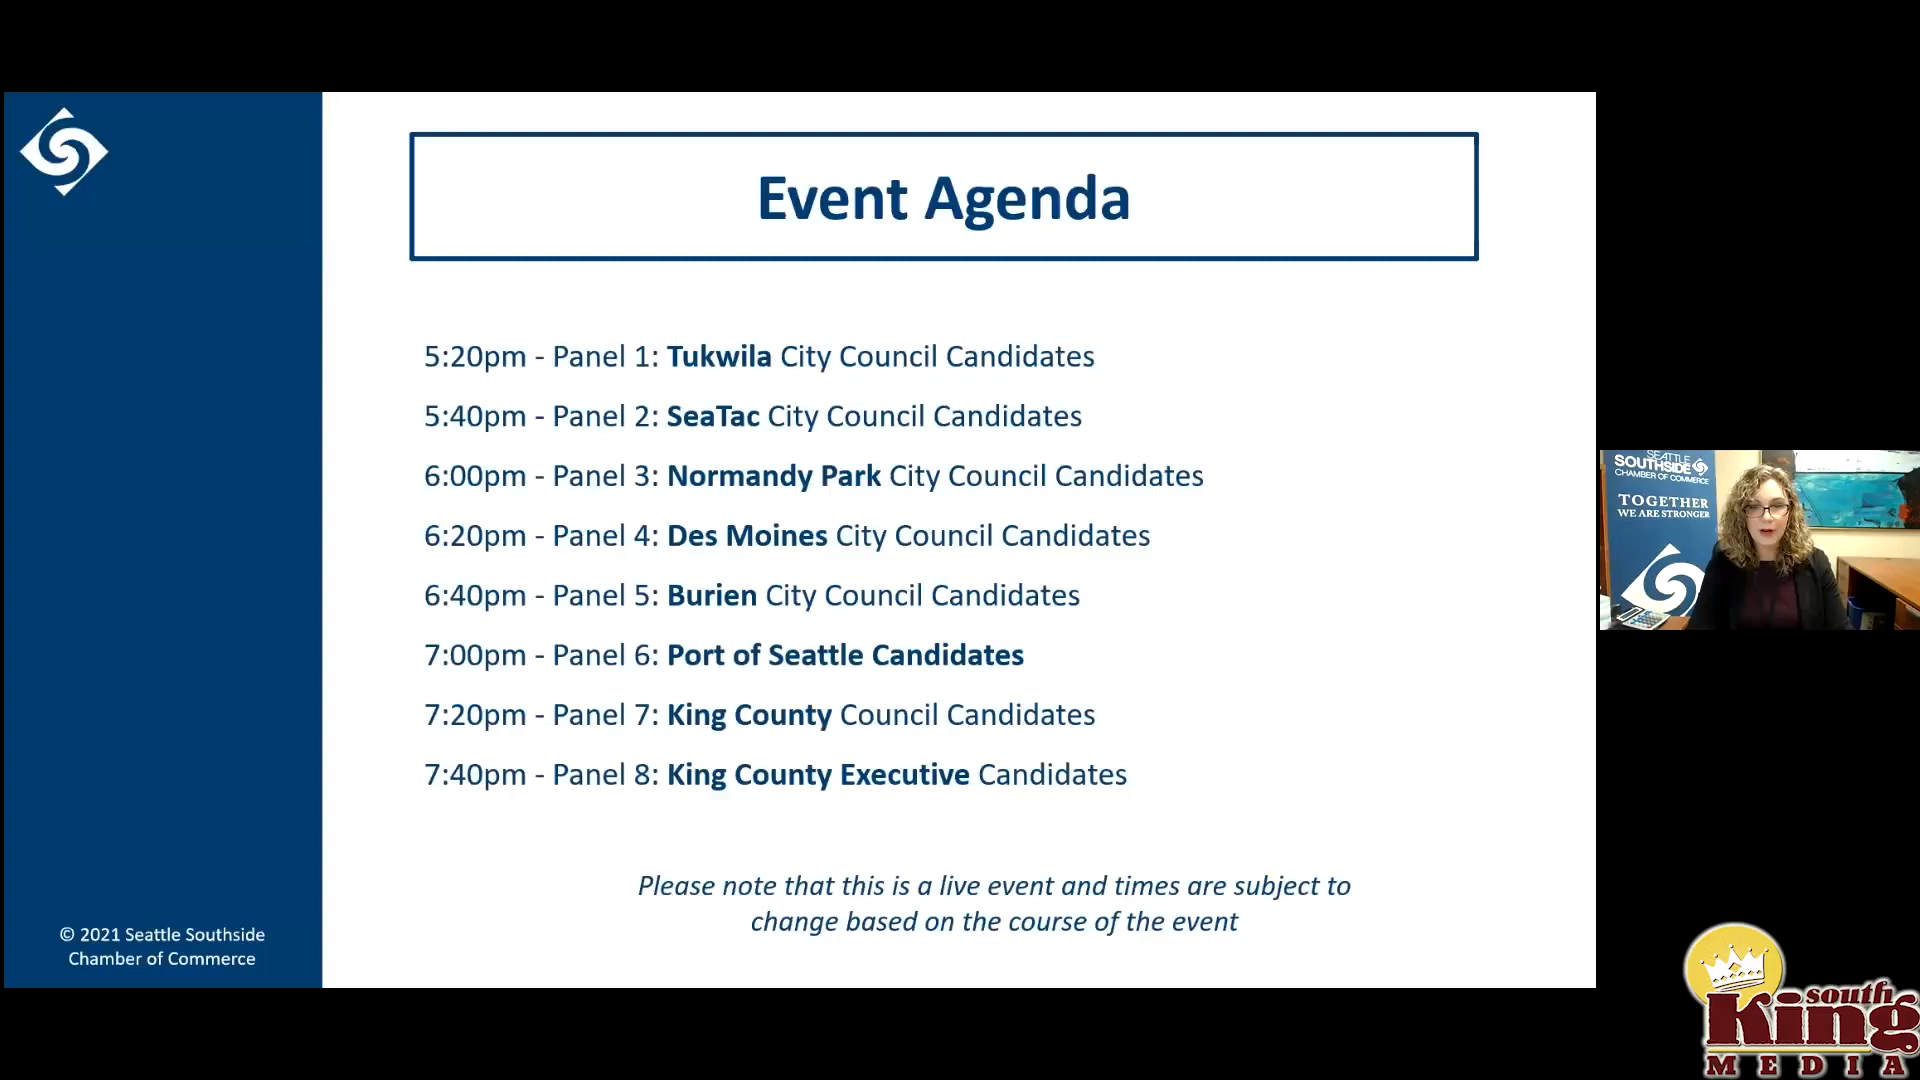 Event Agenda
5:20pm - Panel 1: Tukwila City Council Candidates
5:40pm - Panel 2: SeaTac City Council Candidates
6:00pm - Panel 3: Normandy Park City Council Candidates
6:20pm - Panel 4: Des Moines City Council Candidates
6:40pm - Panel 5: Burien City Council Candidates
7:00pm - Panel 6: Port of Seattle Candidates
7:20pm - Panel 7: King County Council Candidates
7:40pm - Panel 8: King County Executive Candidates
Please note that this is a live event and times are subject to
change based on the course of the event
© 2021 Seattle Southside
Chamber of Commerce
SEATTLE
SOUTHSIDE
CHAMBER OF COMMERCE
TOGETHER
WE ARE STRONGER
south
King
MEDIA